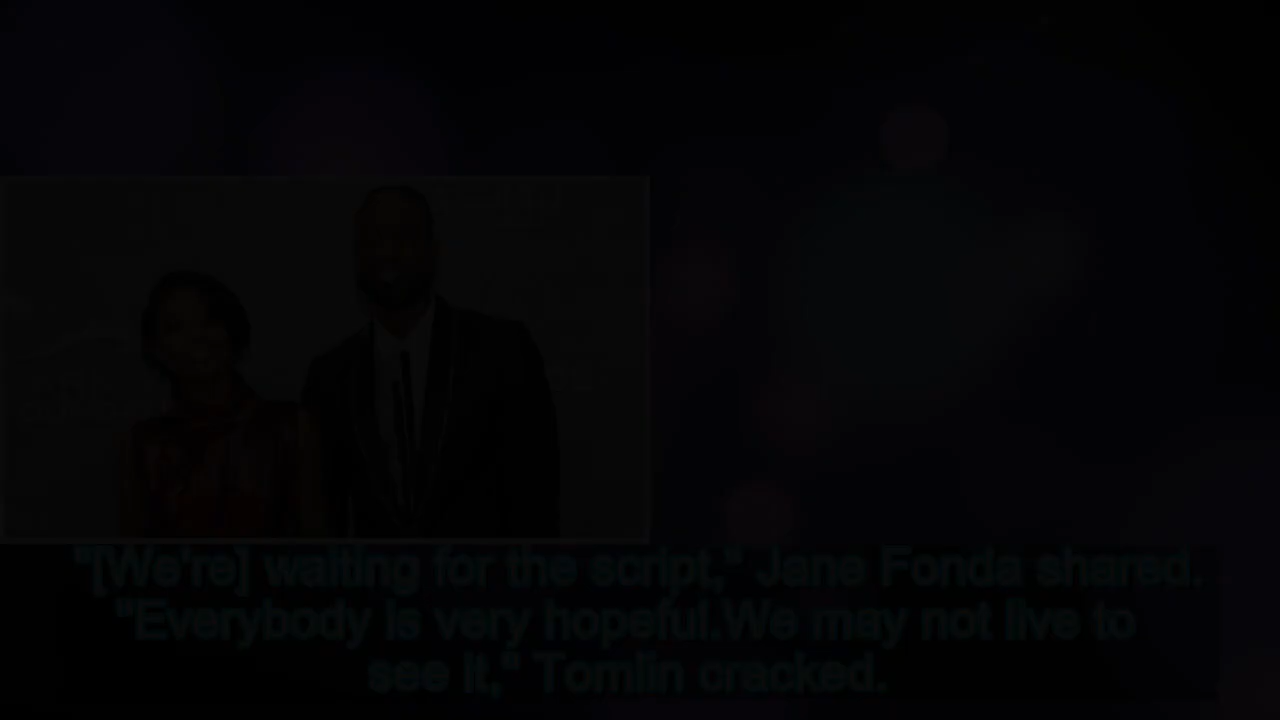 "[We're] waiting for the script," Jane Fonda shared.
"Everybody is very hopeful.We may not live to
see it," Tomlin cracked.